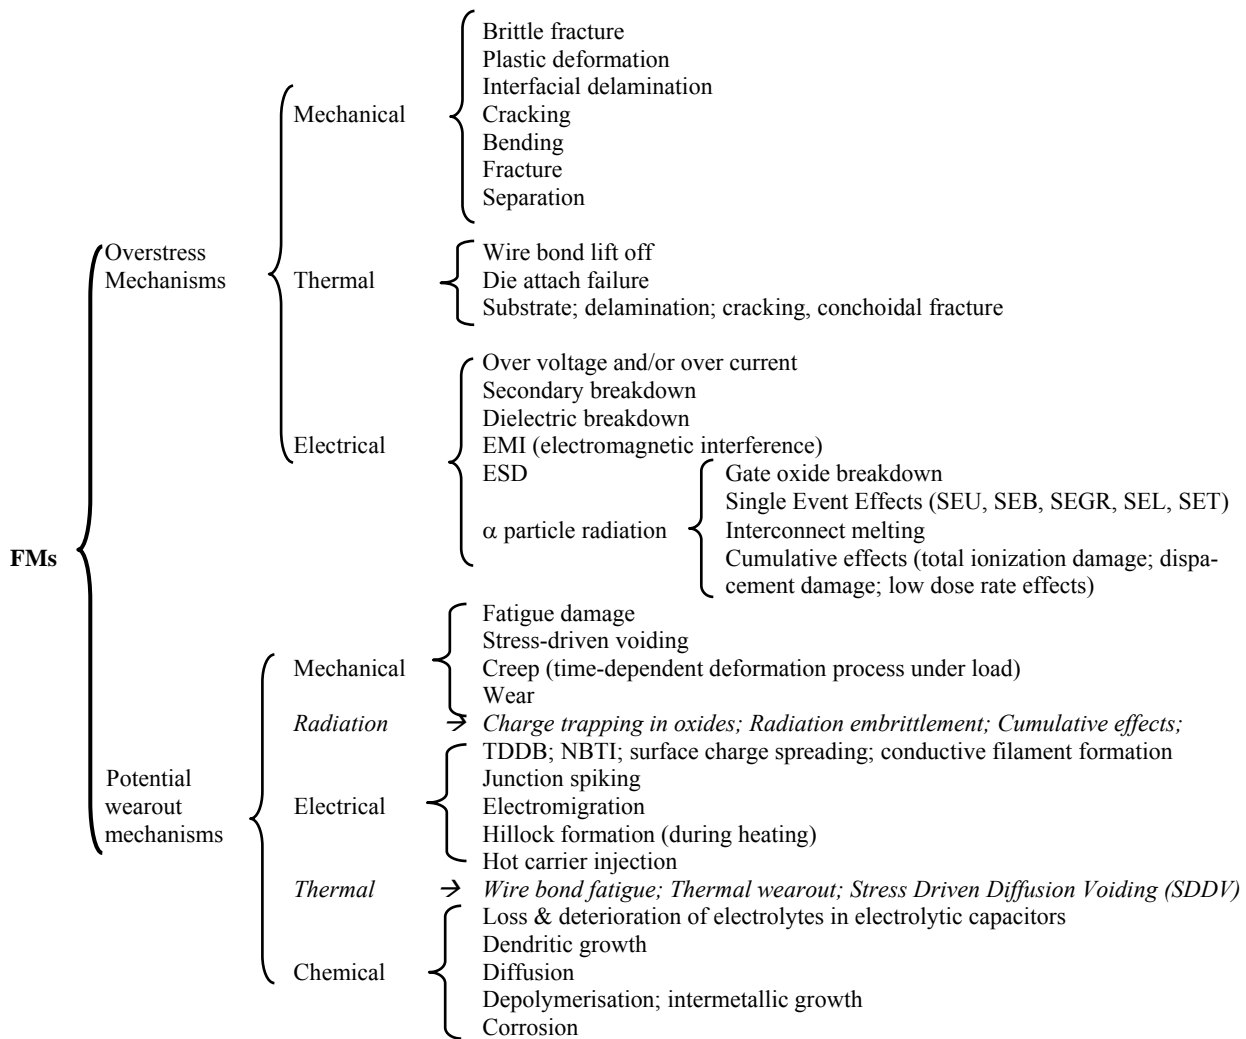 Brittle fracture
Plastic deformation
Interfacial delamination
Mechanical
Cracking
Bending
Fracture
Separation
Overstress
Mechanisms
Wire bond lift off
Thermal
Die attach failure
Substrate; delamination; cracking, conchoidal fracture
Over voltage and/or over current
Secondary breakdown
Dielectric breakdown
Electrical
EMI (electromagnetic interference)
ESD
Gate oxide breakdown
Single Event Effects (SEU, SEB, SEGR, SEL, SET)
α particle radiation
Interconnect melting
Cumulative effects (total ionization damage; dispa-
cement damage; low dose rate effects)
FMs
Fatigue damage
Stress-driven voiding
Mechanical
Creep (time-dependent deformation process under load)
Wear
Radiation → Charge trapping in oxides; Radiation embrittlement; Cumulative effects;
TDDB; NBTI; surface charge spreading; conductive filament formation
Potential
wearout
mechanisms
Junction spiking
Electrical
Electromigration
Hillock formation (during heating)
Hot carrier injection
Thermal → Wire bond fatigue; Thermal wearout; Stress Driven Diffusion Voiding (SDDV)
Loss & deterioration of electrolytes in electrolytic capacitors
Dendritic growth
Chemical
Diffusion
Depolymerisation; intermetallic growth
Corrosion